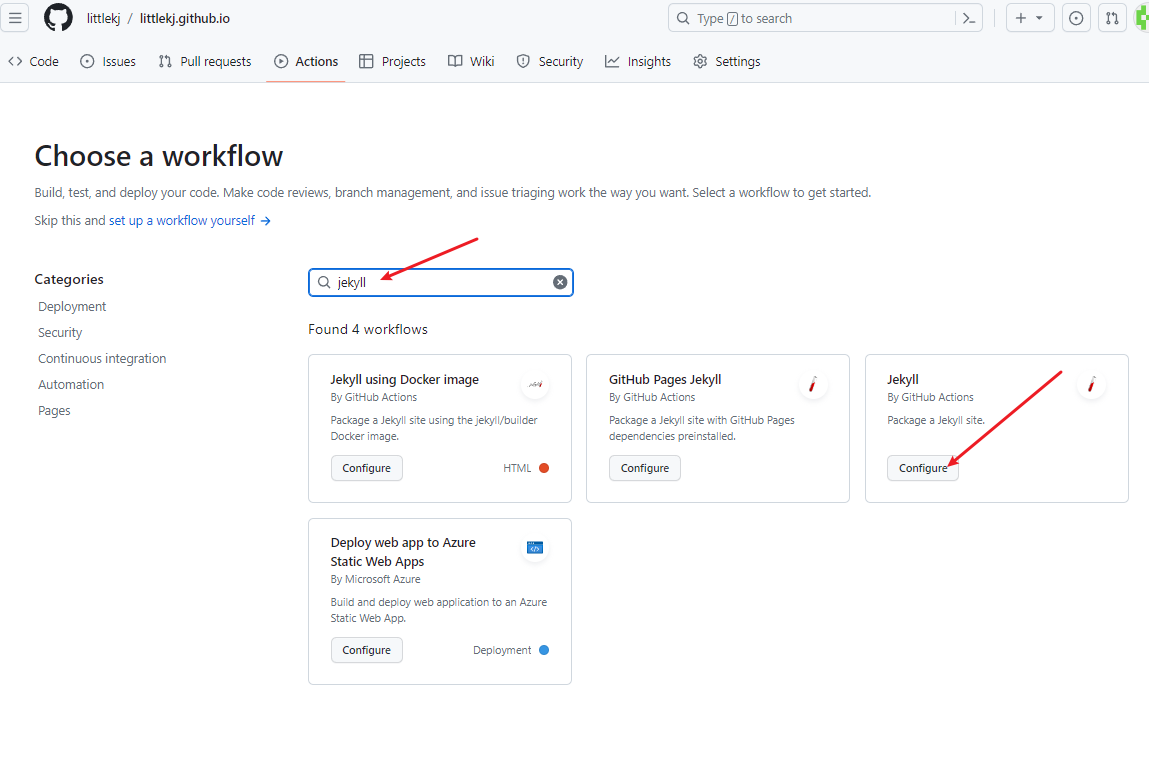 littlekj / littlekj.github.io
Type / to search
Code Issues Pull requests Actions Projects Wiki Security Insights Settings
Choose a workflow
Build, test, and deploy your code. Make code reviews, branch management, and issue triaging work the way you want. Select a workflow to get started.
Skip this and set up a workflow yourself →
Categories
Deployment
Security
Continuous integration
Automation
Pages
jekyll
Found 4 workflows
Jekyll using Docker image
By GitHub Actions
Package a Jekyll site using the jekyll/builder
Docker image.
Configure
HTML
GitHub Pages Jekyll
By GitHub Actions
Package a Jekyll site with GitHub Pages
dependencies preinstalled.
Configure
Jekyll
By GitHub Actions
Package a Jekyll site.
Configure
Deploy web app to Azure
Static Web Apps
By Microsoft Azure
Build and deploy web application to an Azure
Static Web App.
Configure
Deployment